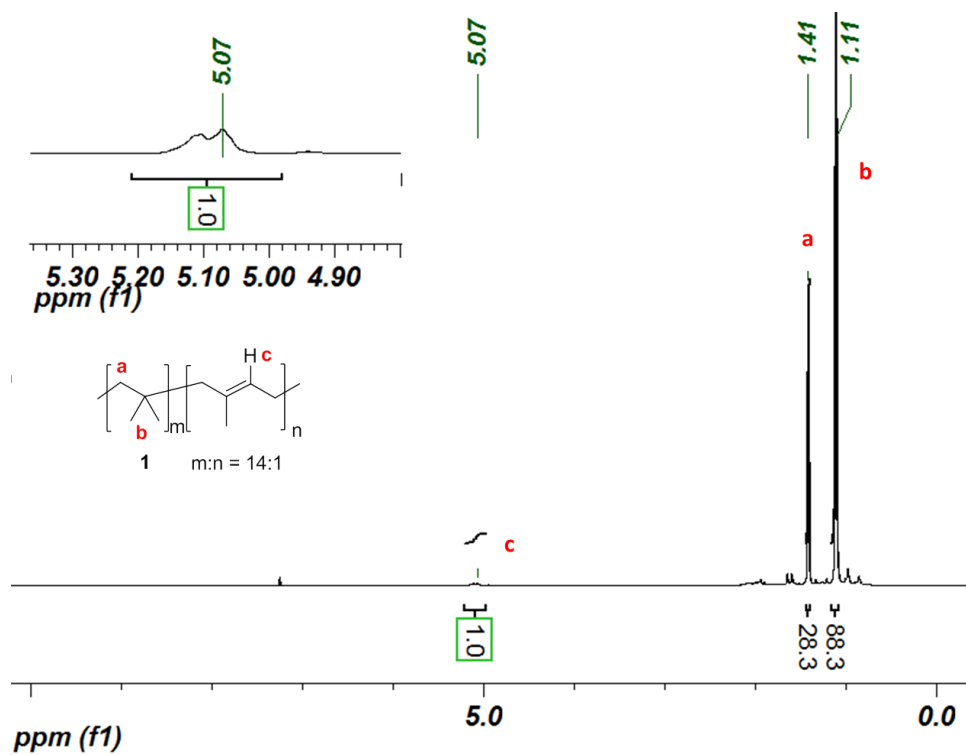 5.07
5.07
1.41
1.11
b
a
1.0
5.30 5.20 5.10 5.00 4.90
ppm (f1)
H c
a
b
m
n
1
m:n = 14:1
c
1.0
28.3
88.3
5.0
0.0
ppm (f1)